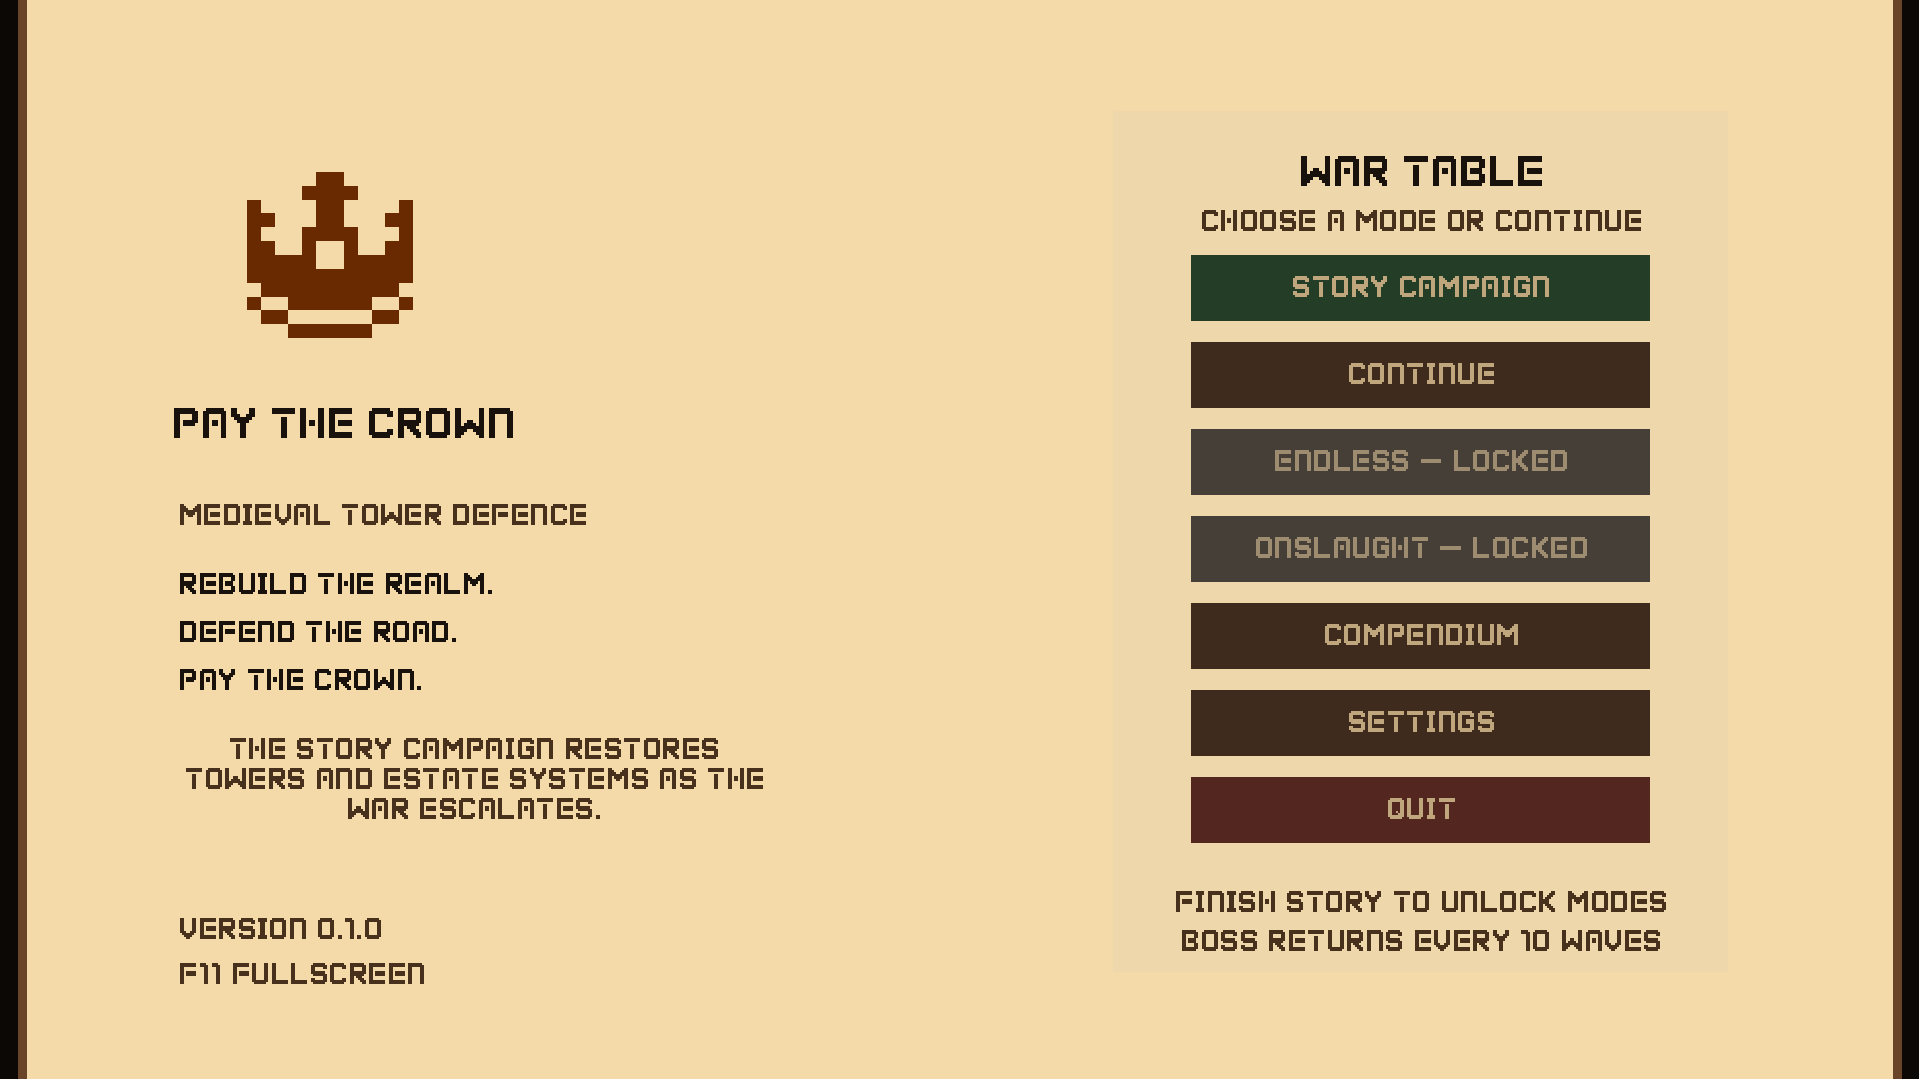 PAY THE CROWN
MEDIEVAL TOWER DEFENCE
REBUILD THE REALM.
DEFEND THE ROAD.
PAY THE CROWN.
THE STORY CAMPAIGN RESTORES
TOWERS AND ESTATE SYSTEMS AS THE
WAR ESCALATES.
VERSION 0.1.0
F11 FULLSCREEN
WAR TABLE
CHOOSE A MODE OR CONTINUE
STORY CAMPAIGN
CONTINUE
ENDLESS — LOCKED
ONSLAUGHT — LOCKED
COMPENDIUM
SETTINGS
QUIT
FINISH STORY TO UNLOCK MODES
BOSS RETURNS EVERY 10 WAVES